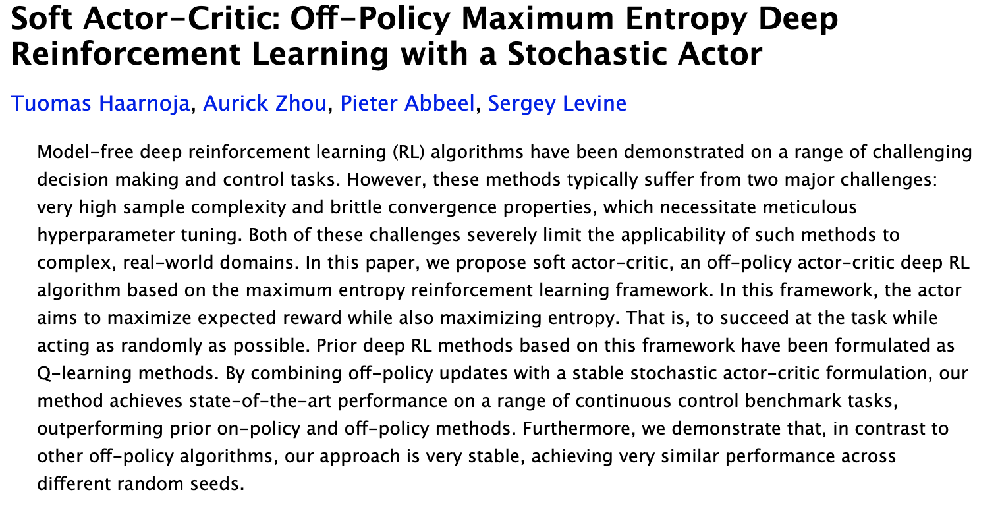 Soft Actor-Critic: Off-Policy Maximum Entropy Deep
Reinforcement Learning with a Stochastic Actor
Tuomas Haarnoja, Aurick Zhou, Pieter Abbeel, Sergey Levine
Model-free deep reinforcement learning (RL) algorithms have been demonstrated on a range of challenging
decision making and control tasks. However, these methods typically suffer from two major challenges:
very high sample complexity and brittle convergence properties, which necessitate meticulous
hyperparameter tuning. Both of these challenges severely limit the applicability of such methods to
complex, real-world domains. In this paper, we propose soft actor-critic, an off-policy actor-critic deep RL
algorithm based on the maximum entropy reinforcement learning framework. In this framework, the actor
aims to maximize expected reward while also maximizing entropy. That is, to succeed at the task while
acting as randomly as possible. Prior deep RL methods based on this framework have been formulated as
Q-learning methods. By combining off-policy updates with a stable stochastic actor-critic formulation, our
method achieves state-of-the-art performance on a range of continuous control benchmark tasks,
outperforming prior on-policy and off-policy methods. Furthermore, we demonstrate that, in contrast to
other off-policy algorithms, our approach is very stable, achieving very similar performance across
different random seeds.